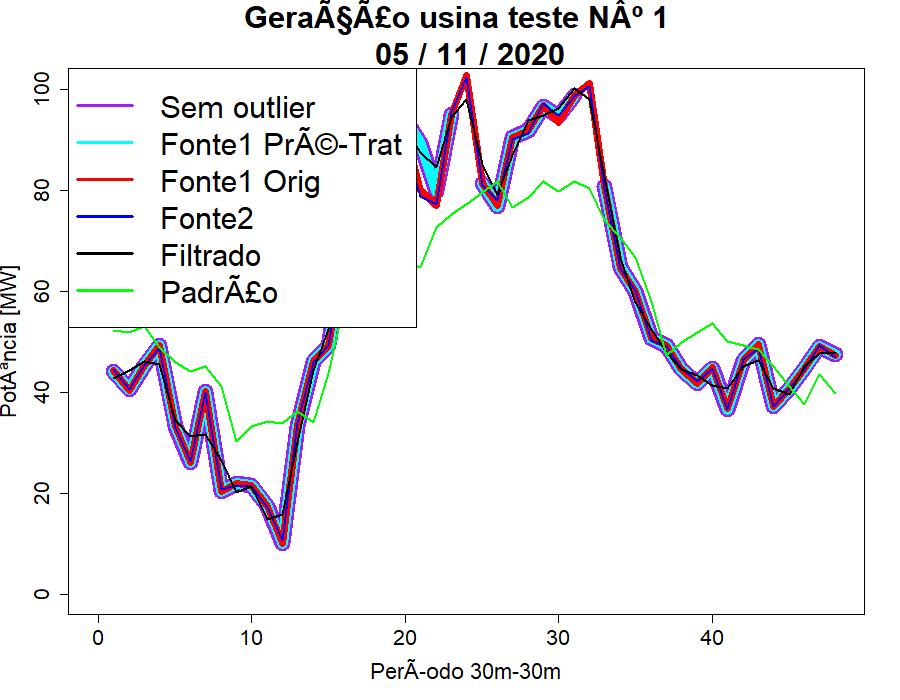 GeraÃ§Ã£o usina teste NÂº 1
05 / 11 / 2020
Sem outlier
Fonte1 PrÃ©-Trat
Fonte1 Orig
Fonte2
Filtrado
PadrÃ£o
PotÃªncia [MW]
100
80
60
40
20
0
0 10 20 30 40
PerÃ-odo 30m-30m